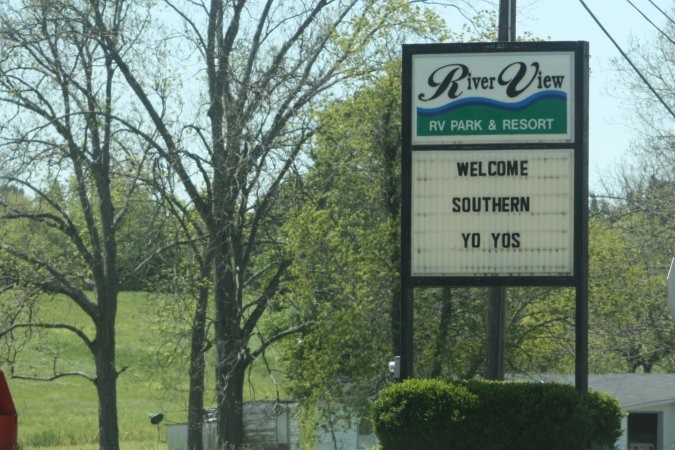 River View
RV PARK & RESORT
WELCOME
SOUTHERN
YO YOS